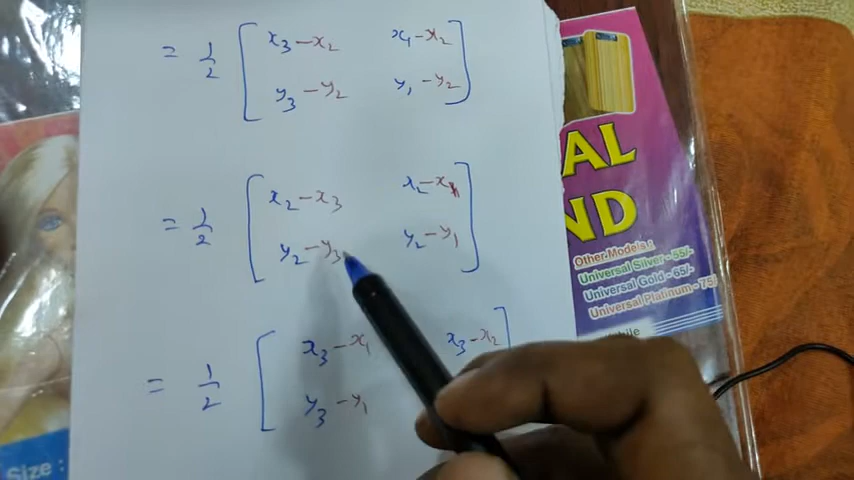 = 1/2 [ x₃-x₂ x₁-x₂
y₃-y₂ y₁-y₂ ]
= 1/2 [ x₂-x₃ x₂-x₁
y₂-y₃ y₂-y₁ ]
= 1/2 [ x₃-x₁ x₃-x₂
y₃-y₁
AL
ND
Other Models:
Universal Silver- 55/-
Universal Gold - 65/-
Universal Platinum - 75/-
Size